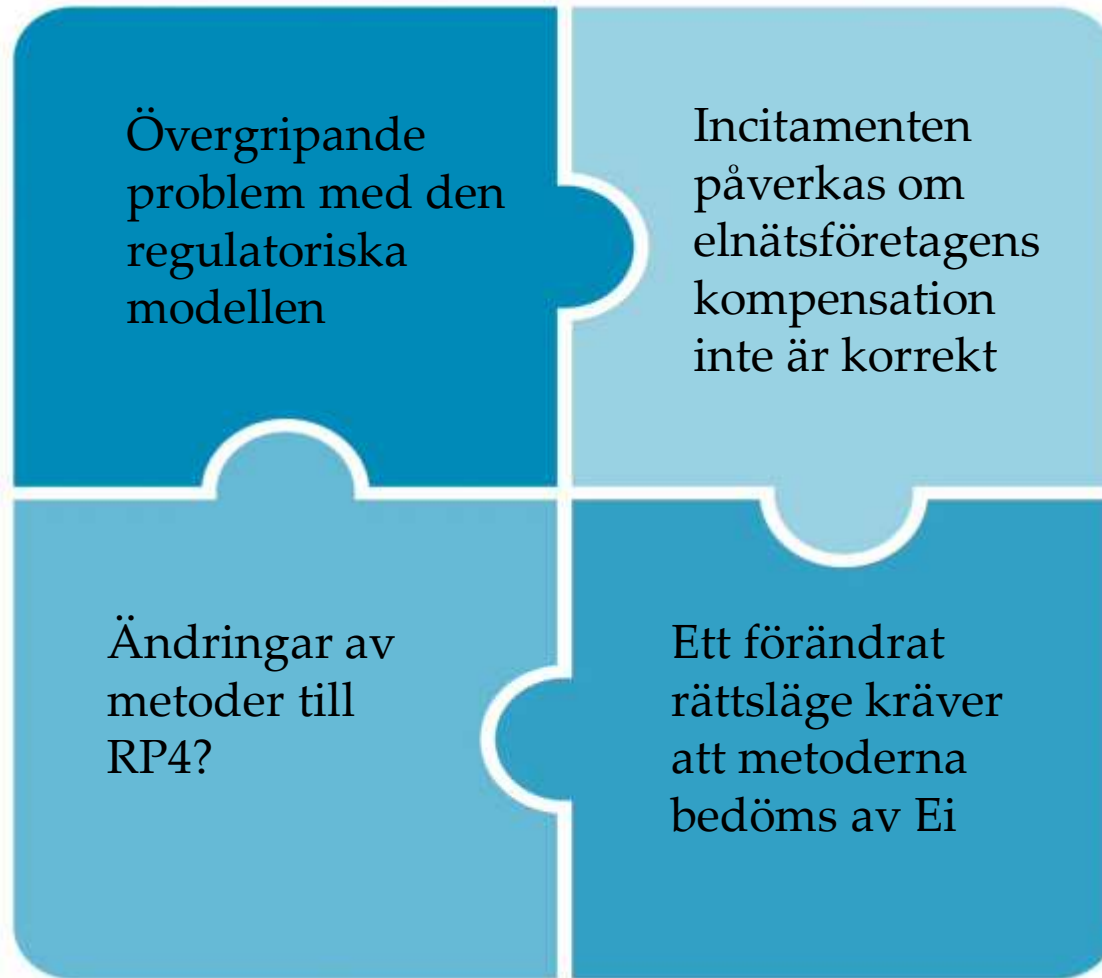 Övergripande
problem med den
regulatoriska
modellen
Incitamenten
påverkas om
elnätsföretagens
kompensation
inte är korrekt
Ändringar av
metoder till
RP4?
Ett förändrat
rättsläge kräver
att metoderna
bedöms av Ei